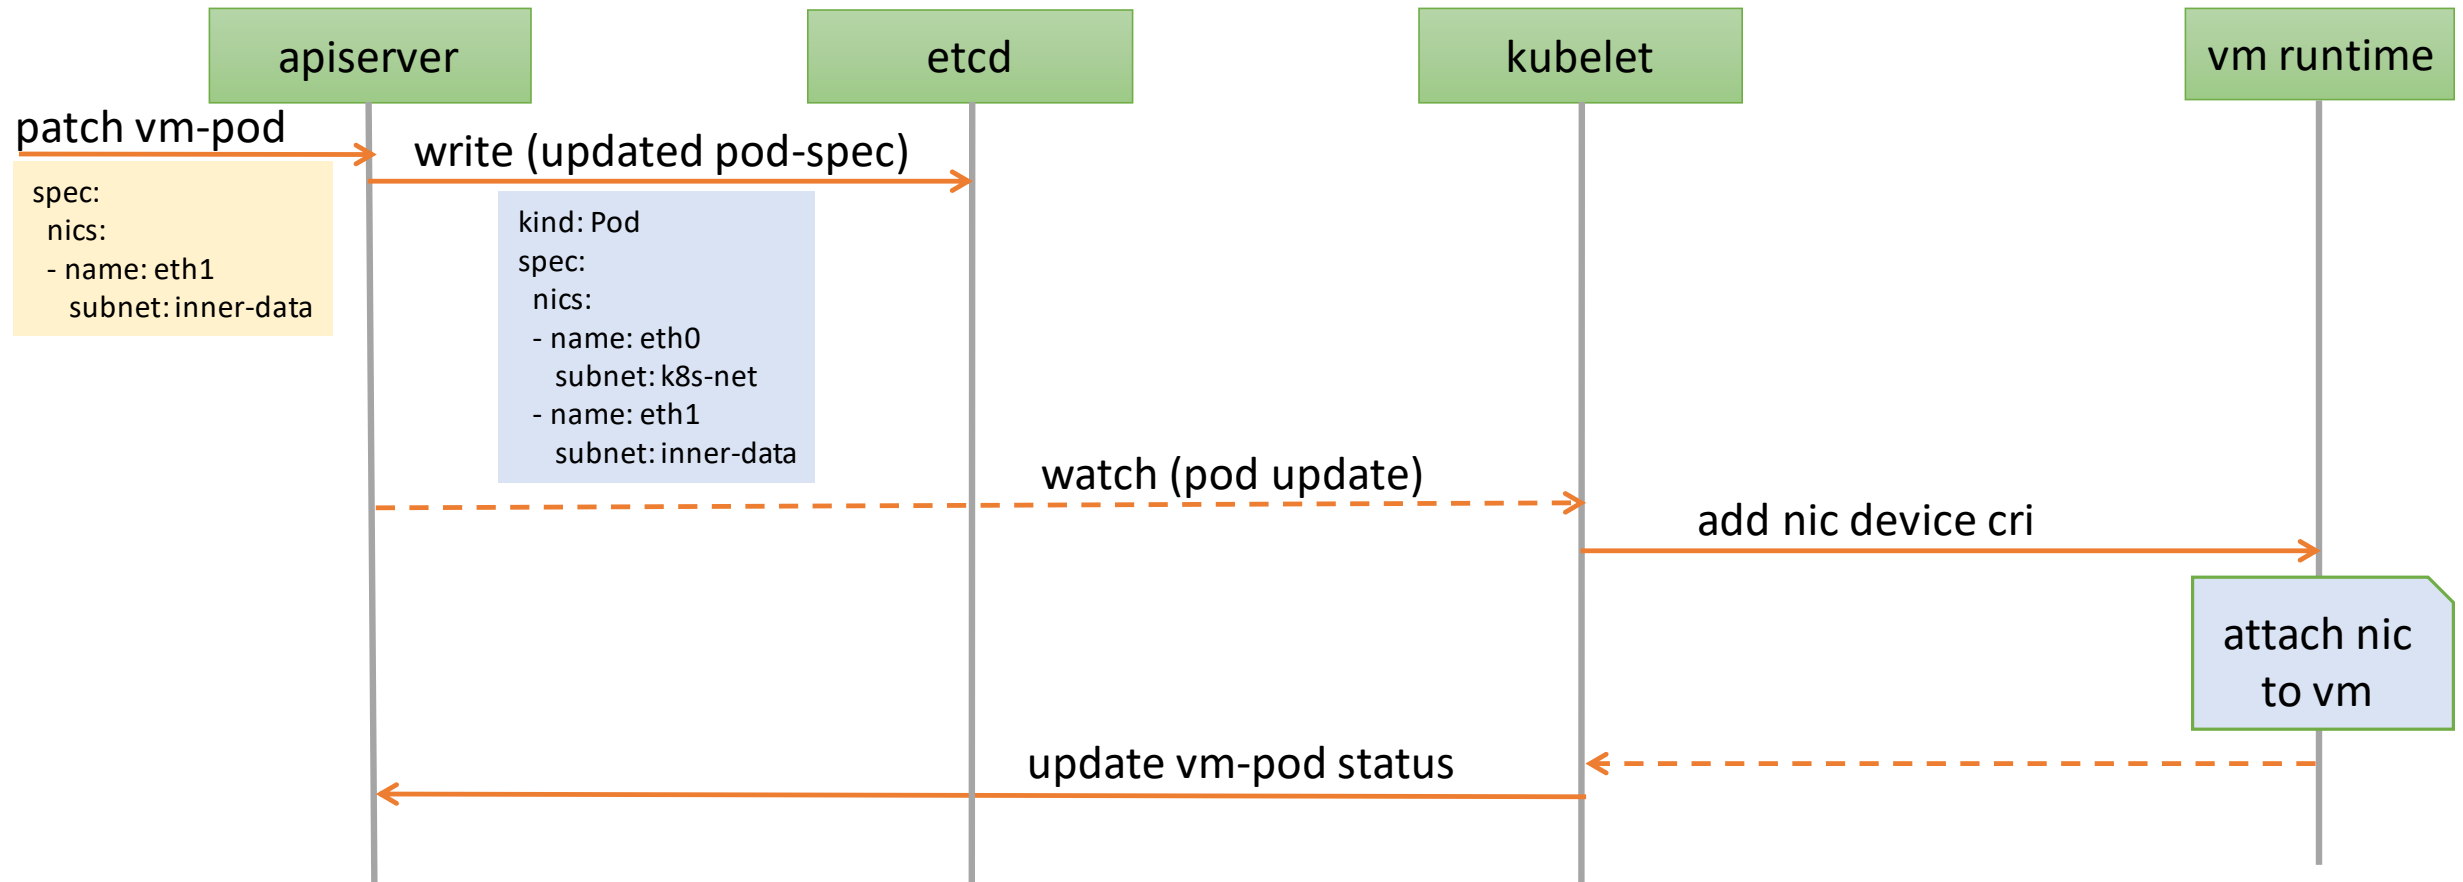 apiserver
etcd
kubelet
vm runtime
patch vm-pod
write (updated pod-spec)
spec:
nics:
- name: eth1
subnet: inner-data
kind: Pod
spec:
nics:
- name: eth0
subnet: k8s-net
- name: eth1
subnet: inner-data
watch (pod update)
add nic device cri
attach nic
to vm
update vm-pod status